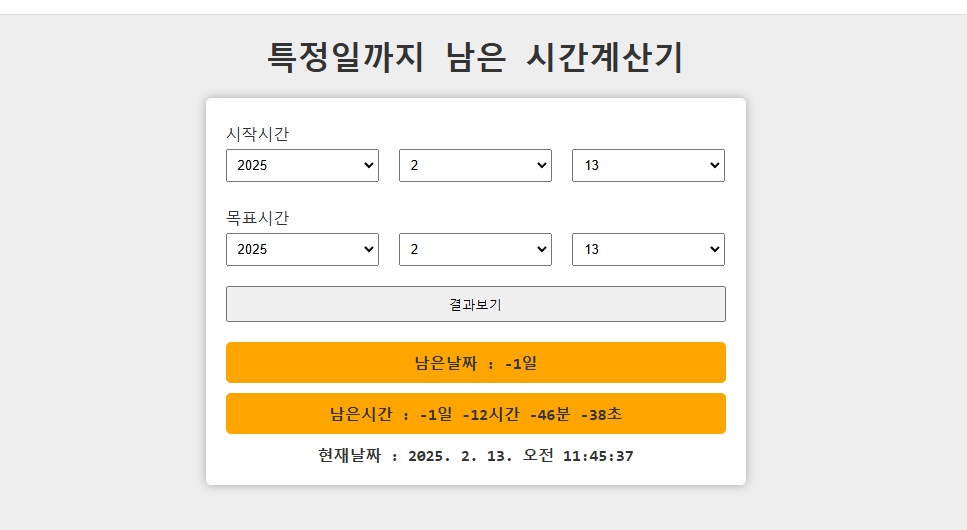 특정일까지 남은 시간계산기
시작시간
2025 2 13
목표시간
2025 2 13
결과보기
남은날짜 : -1일
남은시간 : -1일 -12시간 -46분 -38초
현재날짜 : 2025. 2. 13. 오전 11:45:37